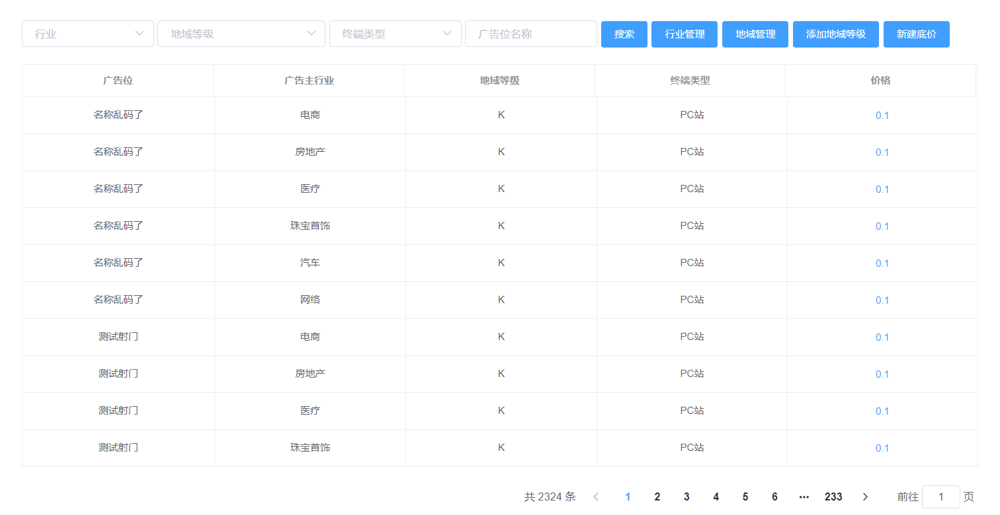 行业 地域等级 终端类型 广告位名称 搜索 行业管理 地域管理 添加地域等级 新建底价
广告位 广告主行业 地域等级 终端类型 价格
名称乱码了 电商 K PC站 0.1
名称乱码了 房地产 K PC站 0.1
名称乱码了 医疗 K PC站 0.1
名称乱码了 珠宝首饰 K PC站 0.1
名称乱码了 汽车 K PC站 0.1
名称乱码了 网络 K PC站 0.1
测试射门 电商 K PC站 0.1
测试射门 房地产 K PC站 0.1
测试射门 医疗 K PC站 0.1
测试射门 珠宝首饰 K PC站 0.1
共 2324 条 1 2 3 4 5 6 ••• 233 前往 1 页